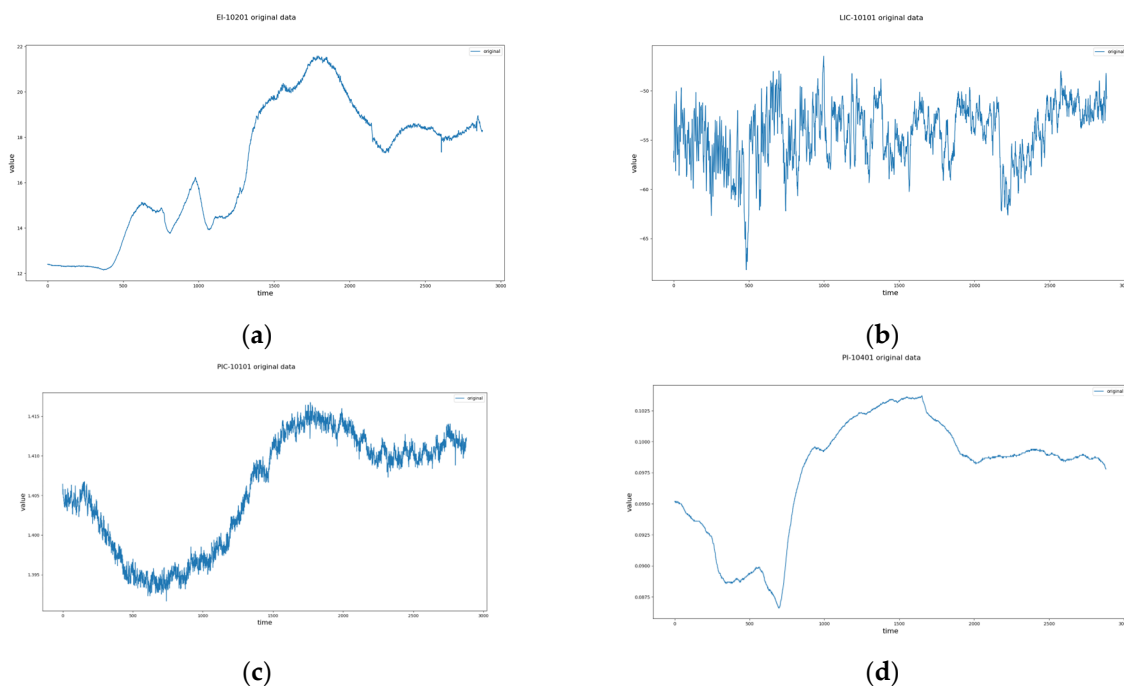 EI-10201 original data
original
value
22
20
18
16
14
12
0 500 1000 1500 2000 2500 3000
time
(a)
LIC-10101 original data
original
value
−50
−55
−60
−65
0 500 1000 1500 2000 2500 3000
time
(b)
PIC-10101 original data
original
value
1.415
1.410
1.405
1.400
1.395
0 500 1000 1500 2000 2500 3000
time
(c)
PI-10401 original data
original
value
0.1025
0.1000
0.0975
0.0950
0.0925
0.0900
0.0875
0 500 1000 1500 2000 2500 300
time
(d)